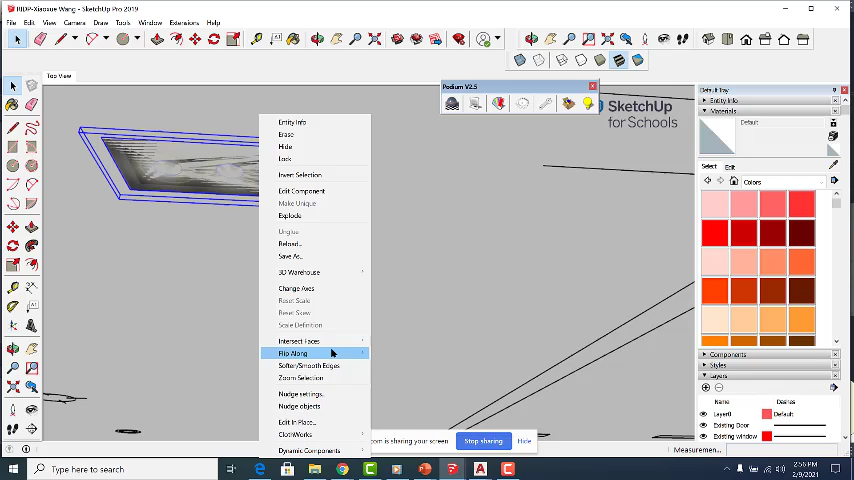 RIDP-Xiaoxue Wang - SketchUp Pro 2019
File Edit View Camera Draw Tools Window Extensions Help
Top View
Podium V2.5
SketchUp
for Schools
Default Tray
Entity Info
Materials
Default
Select Edit
Colors
Components
Styles
Layers
Name Dashes
Layer0 Default
Existing Door
Existing window
Entity Info
Erase
Hide
Lock
Invert Selection
Edit Component
Make Unique
Explode
Unglue
Reload...
Save As...
3D Warehouse
Change Axes
Reset Scale
Reset Skew
Scale Definition
Intersect Faces
Flip Along
Soften/Smooth Edges
Zoom Selection
Nudge settings.
Nudge objects
Edit In Place...
ClothWorks
Dynamic Components
com is sharing your screen
Stop sharing
Hide
Measuremen...
Type here to search
2:56 PM
2/9/2021